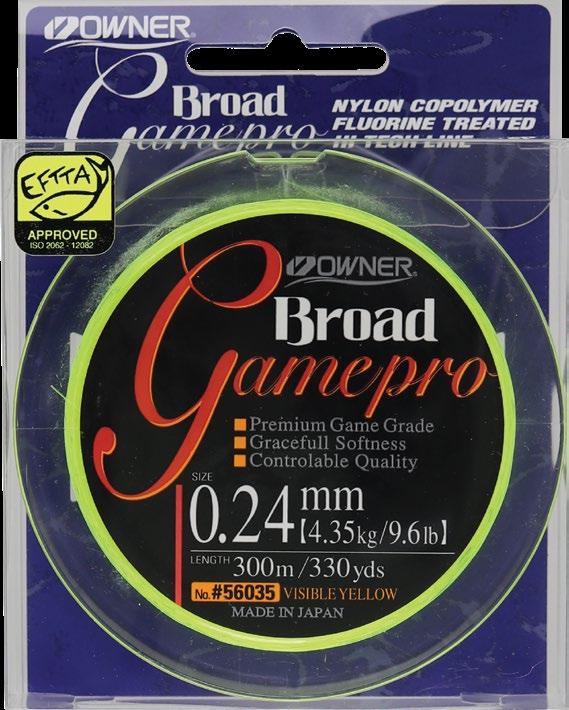 OWNER
Broad
Gamepro
NYLON COPOLYMER
FLUORINE TREATED
HI-TECH LINE
EFTTA
APPROVED
ISO 2062 - 12082
OWNER
Broad
Gamepro
Premium Game Grade
Gracefull Softness
Controlable Quality
SIZE
0.24 mm
【4.35kg/9.6lb】
LENGTH 300m/330yds
No. #56035 VISIBLE YELLOW
MADE IN JAPAN